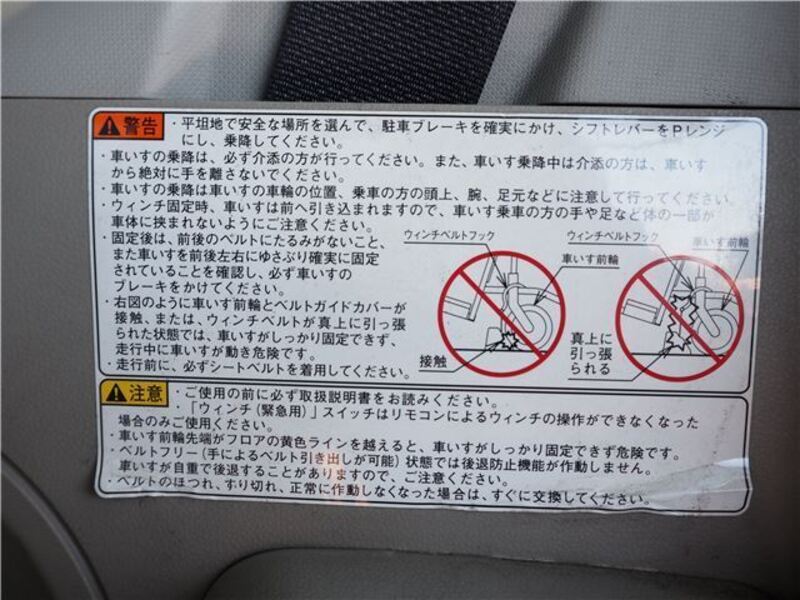 警告
・平坦地で安全な場所を選んで、駐車ブレーキを確実にかけ、シフトレバーをPレンジ
にし、乗降してください。
・車いすの乗降は、必ず介添の方が行ってください。また、車いす乗降中は介添の方は、車いす
から絶対に手を離さないでください。
・車いすの乗降は車いすの車輪の位置、乗車の方の頭上、腕、足元などに注意して行ってください。
・ウィンチ固定時、車いすは前へ引き込まれますので、車いす乗車の方の手や足など体の一部が
車体に挟まれないようにご注意ください。
・固定後は、前後のベルトにたるみがないこと、
また車いすを前後左右にゆさぶり確実に固定
されていることを確認し、必ず車いすの
ブレーキをかけてください。
・右図のように車いす前輪とベルトガイドカバーが
接触、または、ウィンチベルトが真上に引っ張
られた状態では、車いすがしっかり固定できず、
走行中に車いすが動き危険です。
・走行前に、必ずシートベルトを着用してください。
ウィンチベルトフック
車いす前輪
接触
ウィンチベルトフック
車いす前輪
真上に
引っ張
られる
注意
・ご使用の前に必ず取扱説明書をお読みください。
・「ウィンチ(緊急用)」スイッチはリモコンによるウィンチの操作ができなくなった
場合のみご使用ください。
・車いす前輪先端がフロアの黄色ラインを越えると、車いすがしっかり固定できず危険です。
・ベルトフリー(手によるベルト引き出しが可能)状態では後退防止機能が作動しません。
車いすが自重で後退することがありますので、ご注意ください。
・ベルトのほつれ、すり切れ、正常に作動しなくなった場合は、すぐに交換してください。